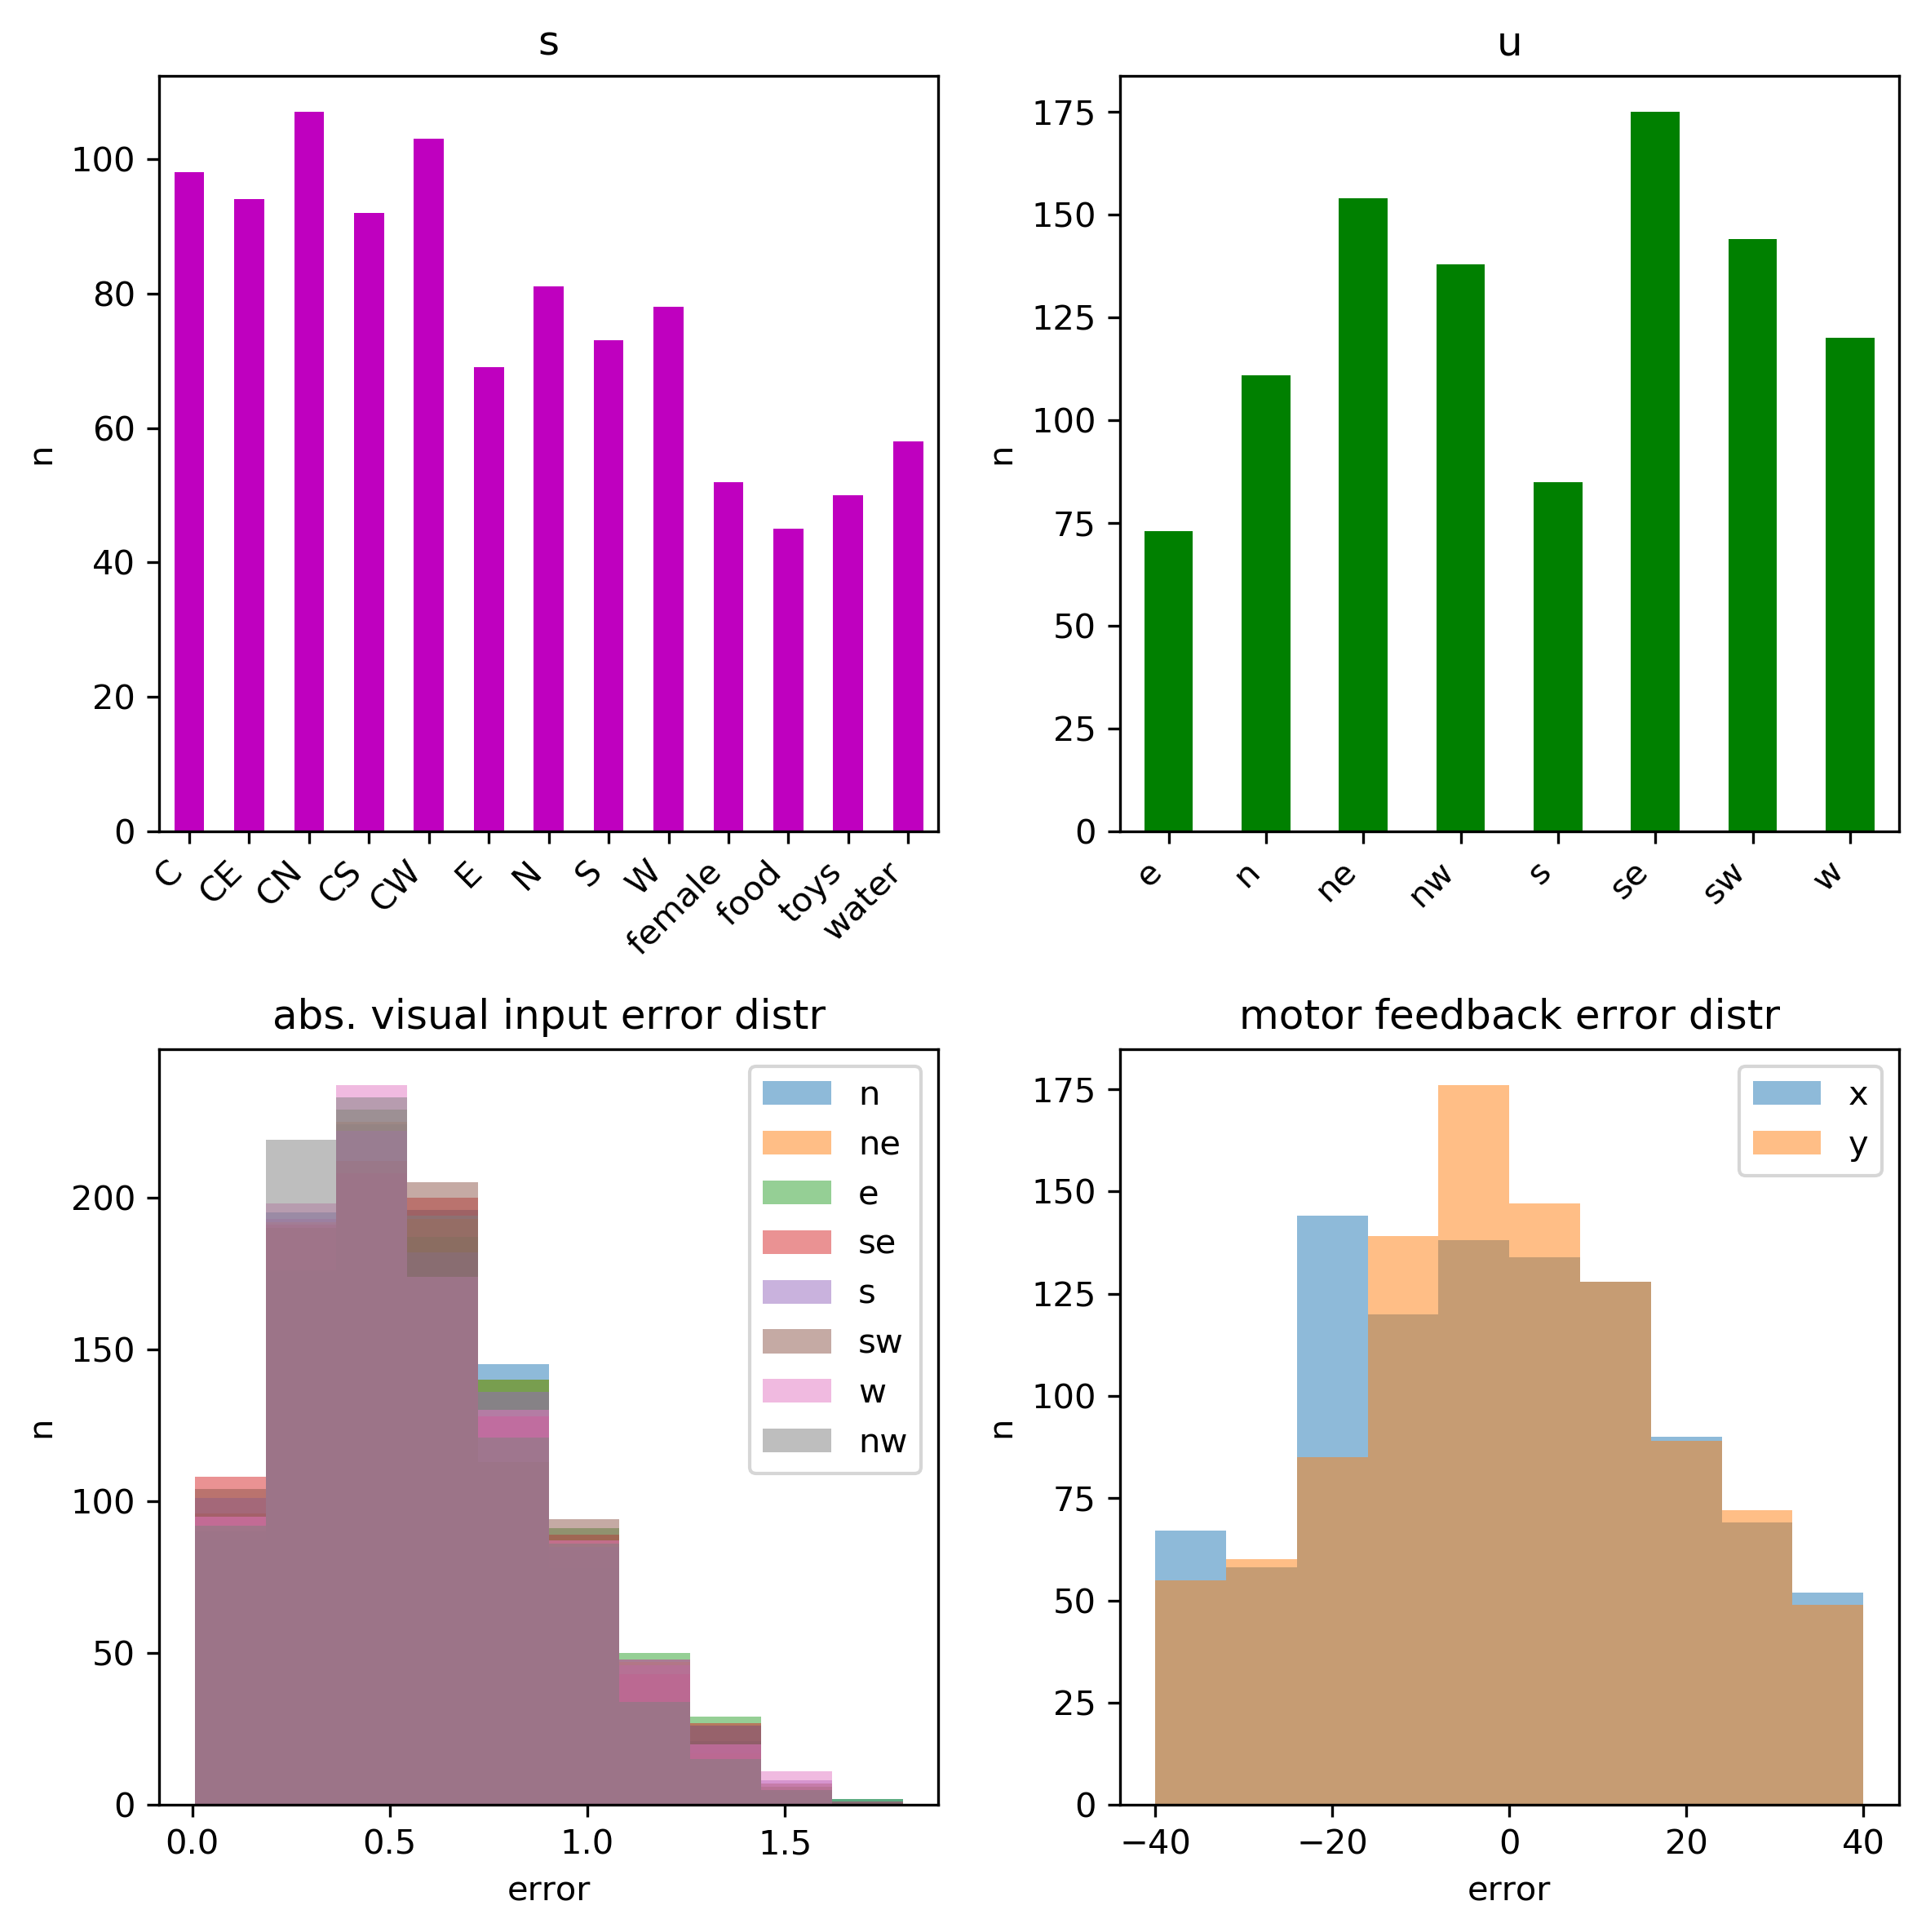 s
n
100
80
60
40
20
0
C
CE
CN
CS
CW
E
N
S
W
female
food
toys
water
u
n
175
150
125
100
75
50
25
0
e
n
ne
nw
s
se
sw
w
abs. visual input error distr
n
200
150
100
50
0
0.0
0.5
1.0
1.5
error
n
ne
e
se
s
sw
w
nw
motor feedback error distr
n
175
150
125
100
75
50
25
0
−40
−20
0
20
40
error
x
y